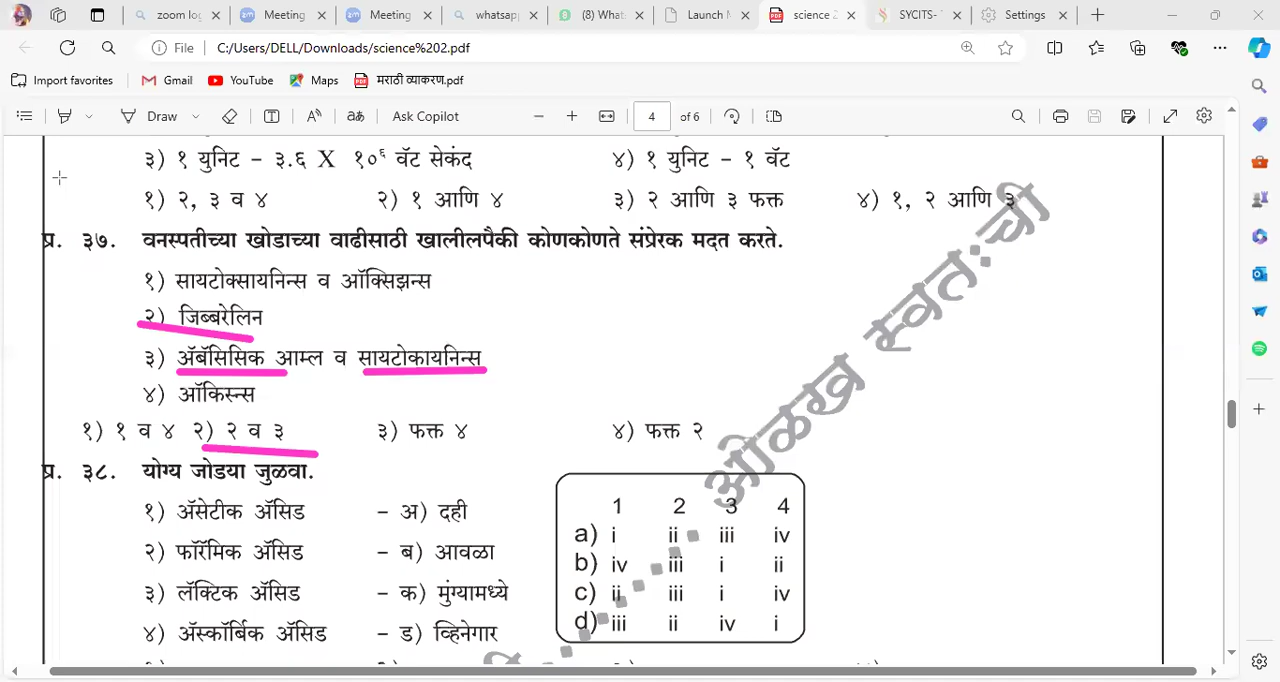 zoom log
Meeting
Meeting
whatsapp
(8) What
Launch M
science 2
SYCITS-
Settings
File
C:/Users/DELL/Downloads/science%202.pdf
Import favorites
Gmail
YouTube
Maps
मराठी व्याकरण.pdf
Draw
aあ
Ask Copilot
4
of 6
३) १ युनिट – ३.६ X १०⁶ वॅट सेकंद ४) १ युनिट – १ वॅट
१) २, ३ व ४ २) १ आणि ४ ३) २ आणि ३ फक्त ४) १, २ आणि ३
प्र. ३७. वनस्पतीच्या खोडाच्या वाढीसाठी खालीलपैकी कोणकोणते संप्रेरक मदत करते.
१) सायटोक्सायनिन्स व ऑक्सिझन्स
२) जिब्बरेलिन
३) ॲबॅसिसिक आम्ल व सायटोकायनिन्स
४) ऑकिस्न्स
१) १ व ४ २) २ व ३ ३) फक्त ४ ४) फक्त २
प्र. ३८. योग्य जोडया जुळवा.
१) ॲसेटीक ॲसिड – अ) दही
२) फॉरॅमिक ॲसिड – ब) आवळा
३) लॅक्टिक ॲसिड – क) मुंग्यामध्ये
४) ॲस्कॉर्बिक ॲसिड – ड) व्हिनेगार
1 2 3 4
a) i ii iii iv
b) iv iii i ii
c) ii iii i iv
d) iii ii iv i
ओळख स्वतःची